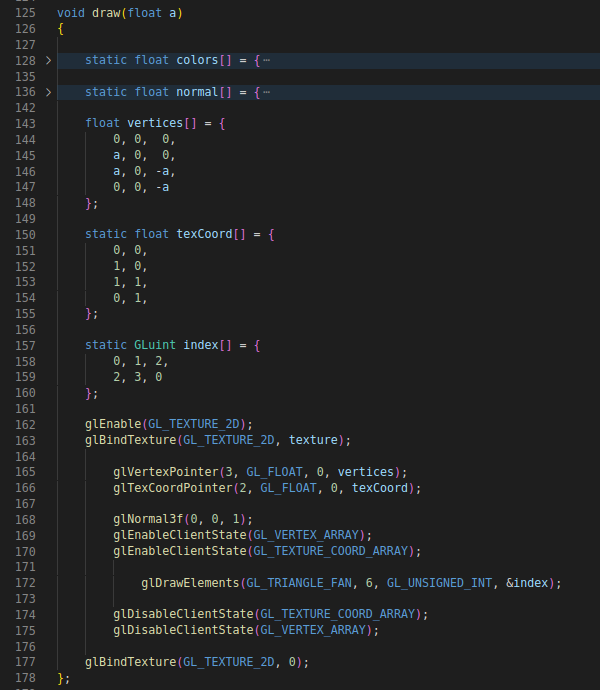 125 void draw(float a)
126 {
127
128 > static float colors[] = {⋯
135
136 > static float normal[] = {⋯
142
143 float vertices[] = {
144 0, 0,  0,
145 a, 0,  0,
146 a, 0, -a,
147 0, 0, -a
148 };
149
150 static float texCoord[] = {
151 0, 0,
152 1, 0,
153 1, 1,
154 0, 1,
155 };
156
157 static GLuint index[] = {
158 0, 1, 2,
159 2, 3, 0
160 };
161
162 glEnable(GL_TEXTURE_2D);
163 glBindTexture(GL_TEXTURE_2D, texture);
164
165 glVertexPointer(3, GL_FLOAT, 0, vertices);
166 glTexCoordPointer(2, GL_FLOAT, 0, texCoord);
167
168 glNormal3f(0, 0, 1);
169 glEnableClientState(GL_VERTEX_ARRAY);
170 glEnableClientState(GL_TEXTURE_COORD_ARRAY);
171
172 glDrawElements(GL_TRIANGLE_FAN, 6, GL_UNSIGNED_INT, &index);
173
174 glDisableClientState(GL_TEXTURE_COORD_ARRAY);
175 glDisableClientState(GL_VERTEX_ARRAY);
176
177 glBindTexture(GL_TEXTURE_2D, 0);
178 };